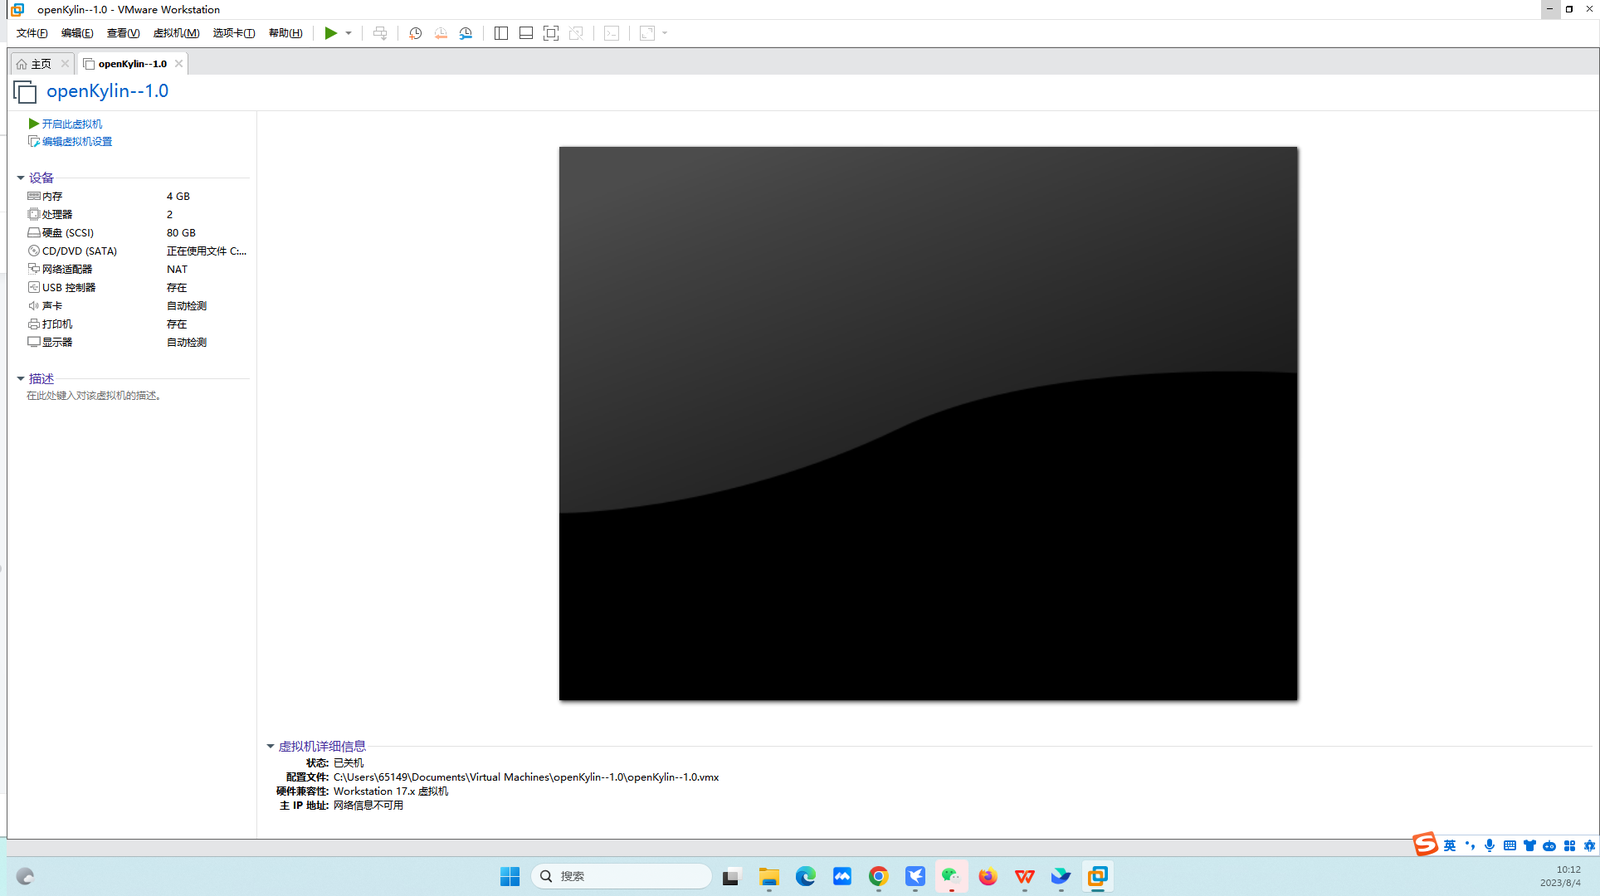 openKylin--1.0 - VMware Workstation
文件(F) 编辑(E) 查看(V) 虚拟机(M) 选项卡(T) 帮助(H)
主页 openKylin--1.0
openKylin--1.0
开启此虚拟机
编辑虚拟机设置
设备
内存 4 GB
处理器 2
硬盘 (SCSI) 80 GB
CD/DVD (SATA) 正在使用文件 C:...
网络适配器 NAT
USB 控制器 存在
声卡 自动检测
打印机 存在
显示器 自动检测
描述
在此处键入对该虚拟机的描述。
虚拟机详细信息
状态: 已关机
配置文件: C:\Users\65149\Documents\Virtual Machines\openKylin--1.0\openKylin--1.0.vmx
硬件兼容性: Workstation 17.x 虚拟机
主 IP 地址: 网络信息不可用
英
搜索
10:12
2023/8/4